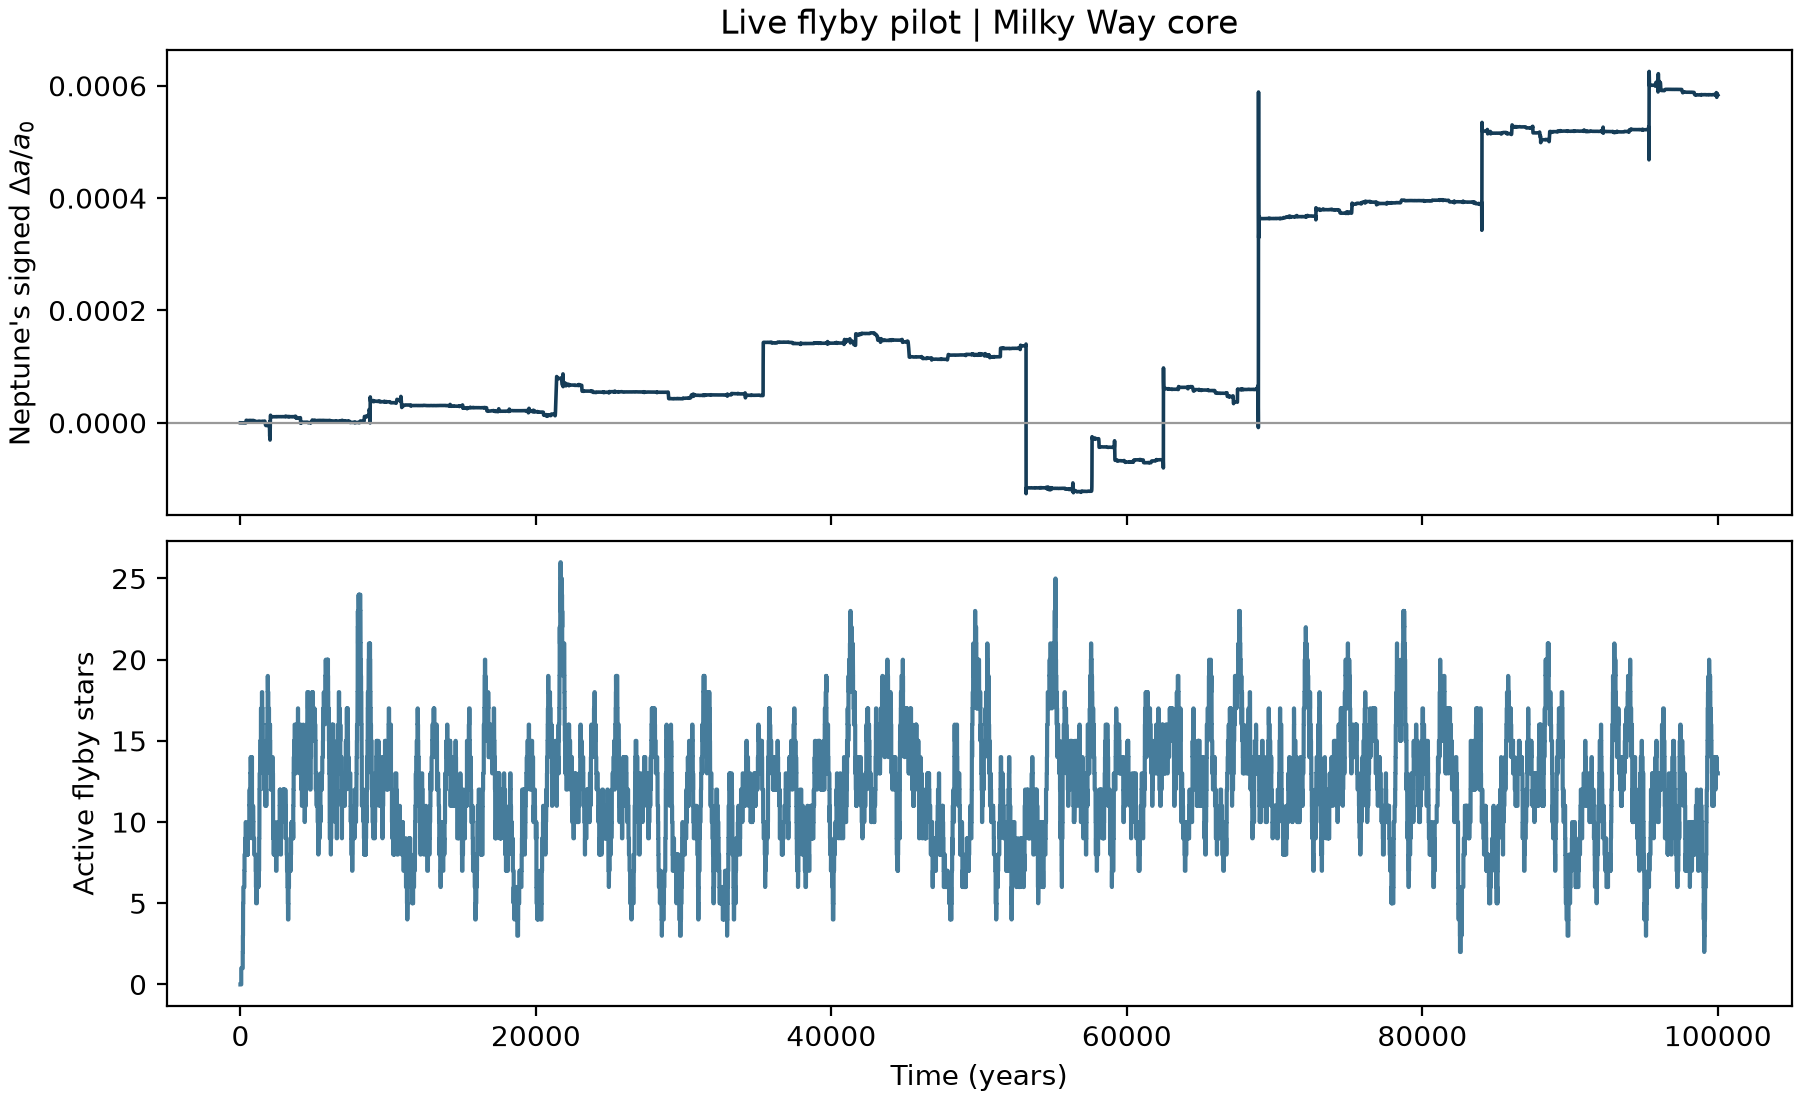 Live flyby pilot | Milky Way core
Neptune's signed Δa/a₀
0.0006
0.0004
0.0002
0.0000
Active flyby stars
25
20
15
10
5
0
0 20000 40000 60000 80000 100000
Time (years)